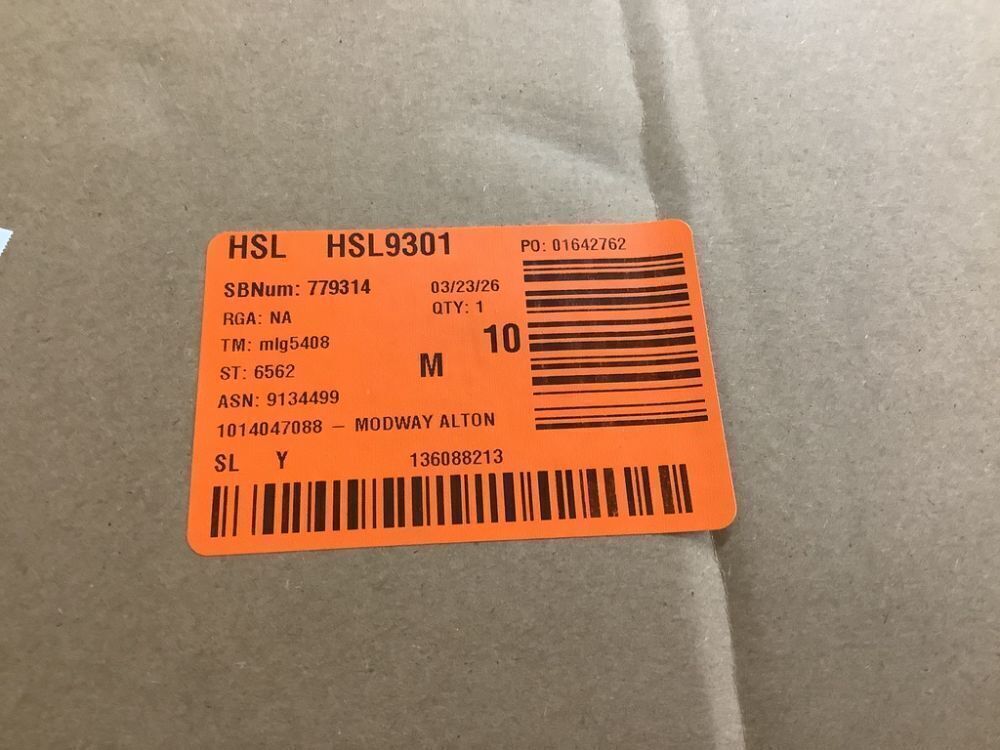 HSL HSL9301 PO: 01642762
SBNum: 779314 03/23/26
RGA: NA QTY: 1
TM: mlg5408 10
ST: 6562 M
ASN: 9134499
1014047088 – MODWAY ALTON
SL Y 136088213